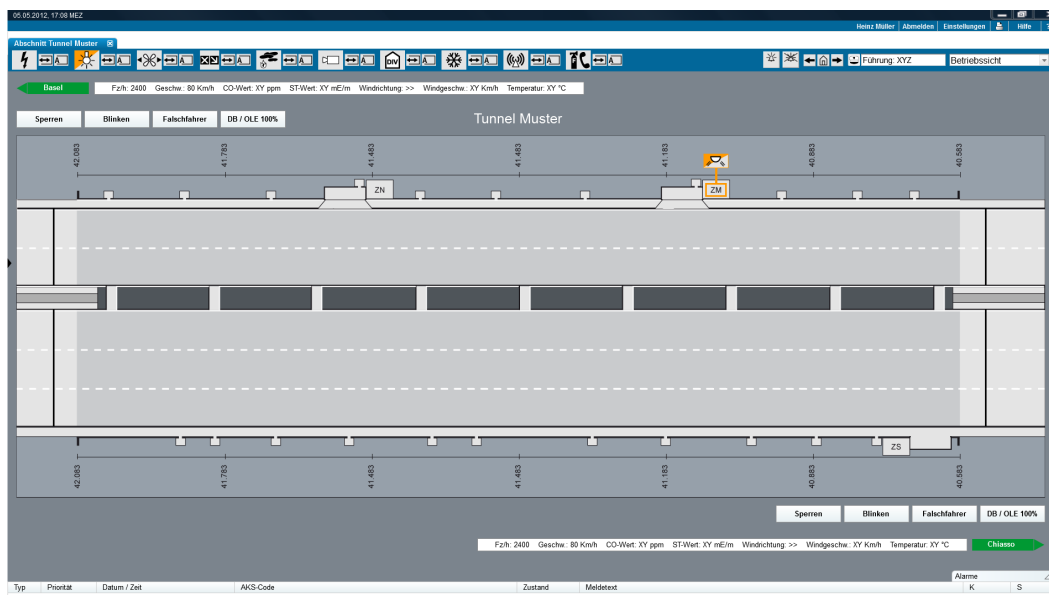 05.05.2012, 17:08 MEZ
Heinz Müller Abmelden Einstellungen Hilfe
Abschnitt Tunnel Muster
A A A A A A DIV A A A A
Führung: XYZ Betriebssicht
Basel Fz/h: 2400 Geschw.: 80 Km/h CO-Wert: XY ppm ST-Wert: XY mE/m Windrichtung: >> Windgeschw.: XY Km/h Temperatur: XY °C
Sperren Blinken Falschfahrer DB / OLE 100%
Tunnel Muster
42.083 41.783 41.483 41.483 41.183 40.883 40.583
ZN ZM
ZS
42.083 41.783 41.483 41.483 41.183 40.883 40.583
Sperren Blinken Falschfahrer DB / OLE 100%
Fz/h: 2400 Geschw.: 80 Km/h CO-Wert: XY ppm ST-Wert: XY mE/m Windrichtung: >> Windgeschw.: XY Km/h Temperatur: XY °C Chiasso
Alarme
Typ Priorität Datum / Zeit AKS-Code Zustand Meldetext K S